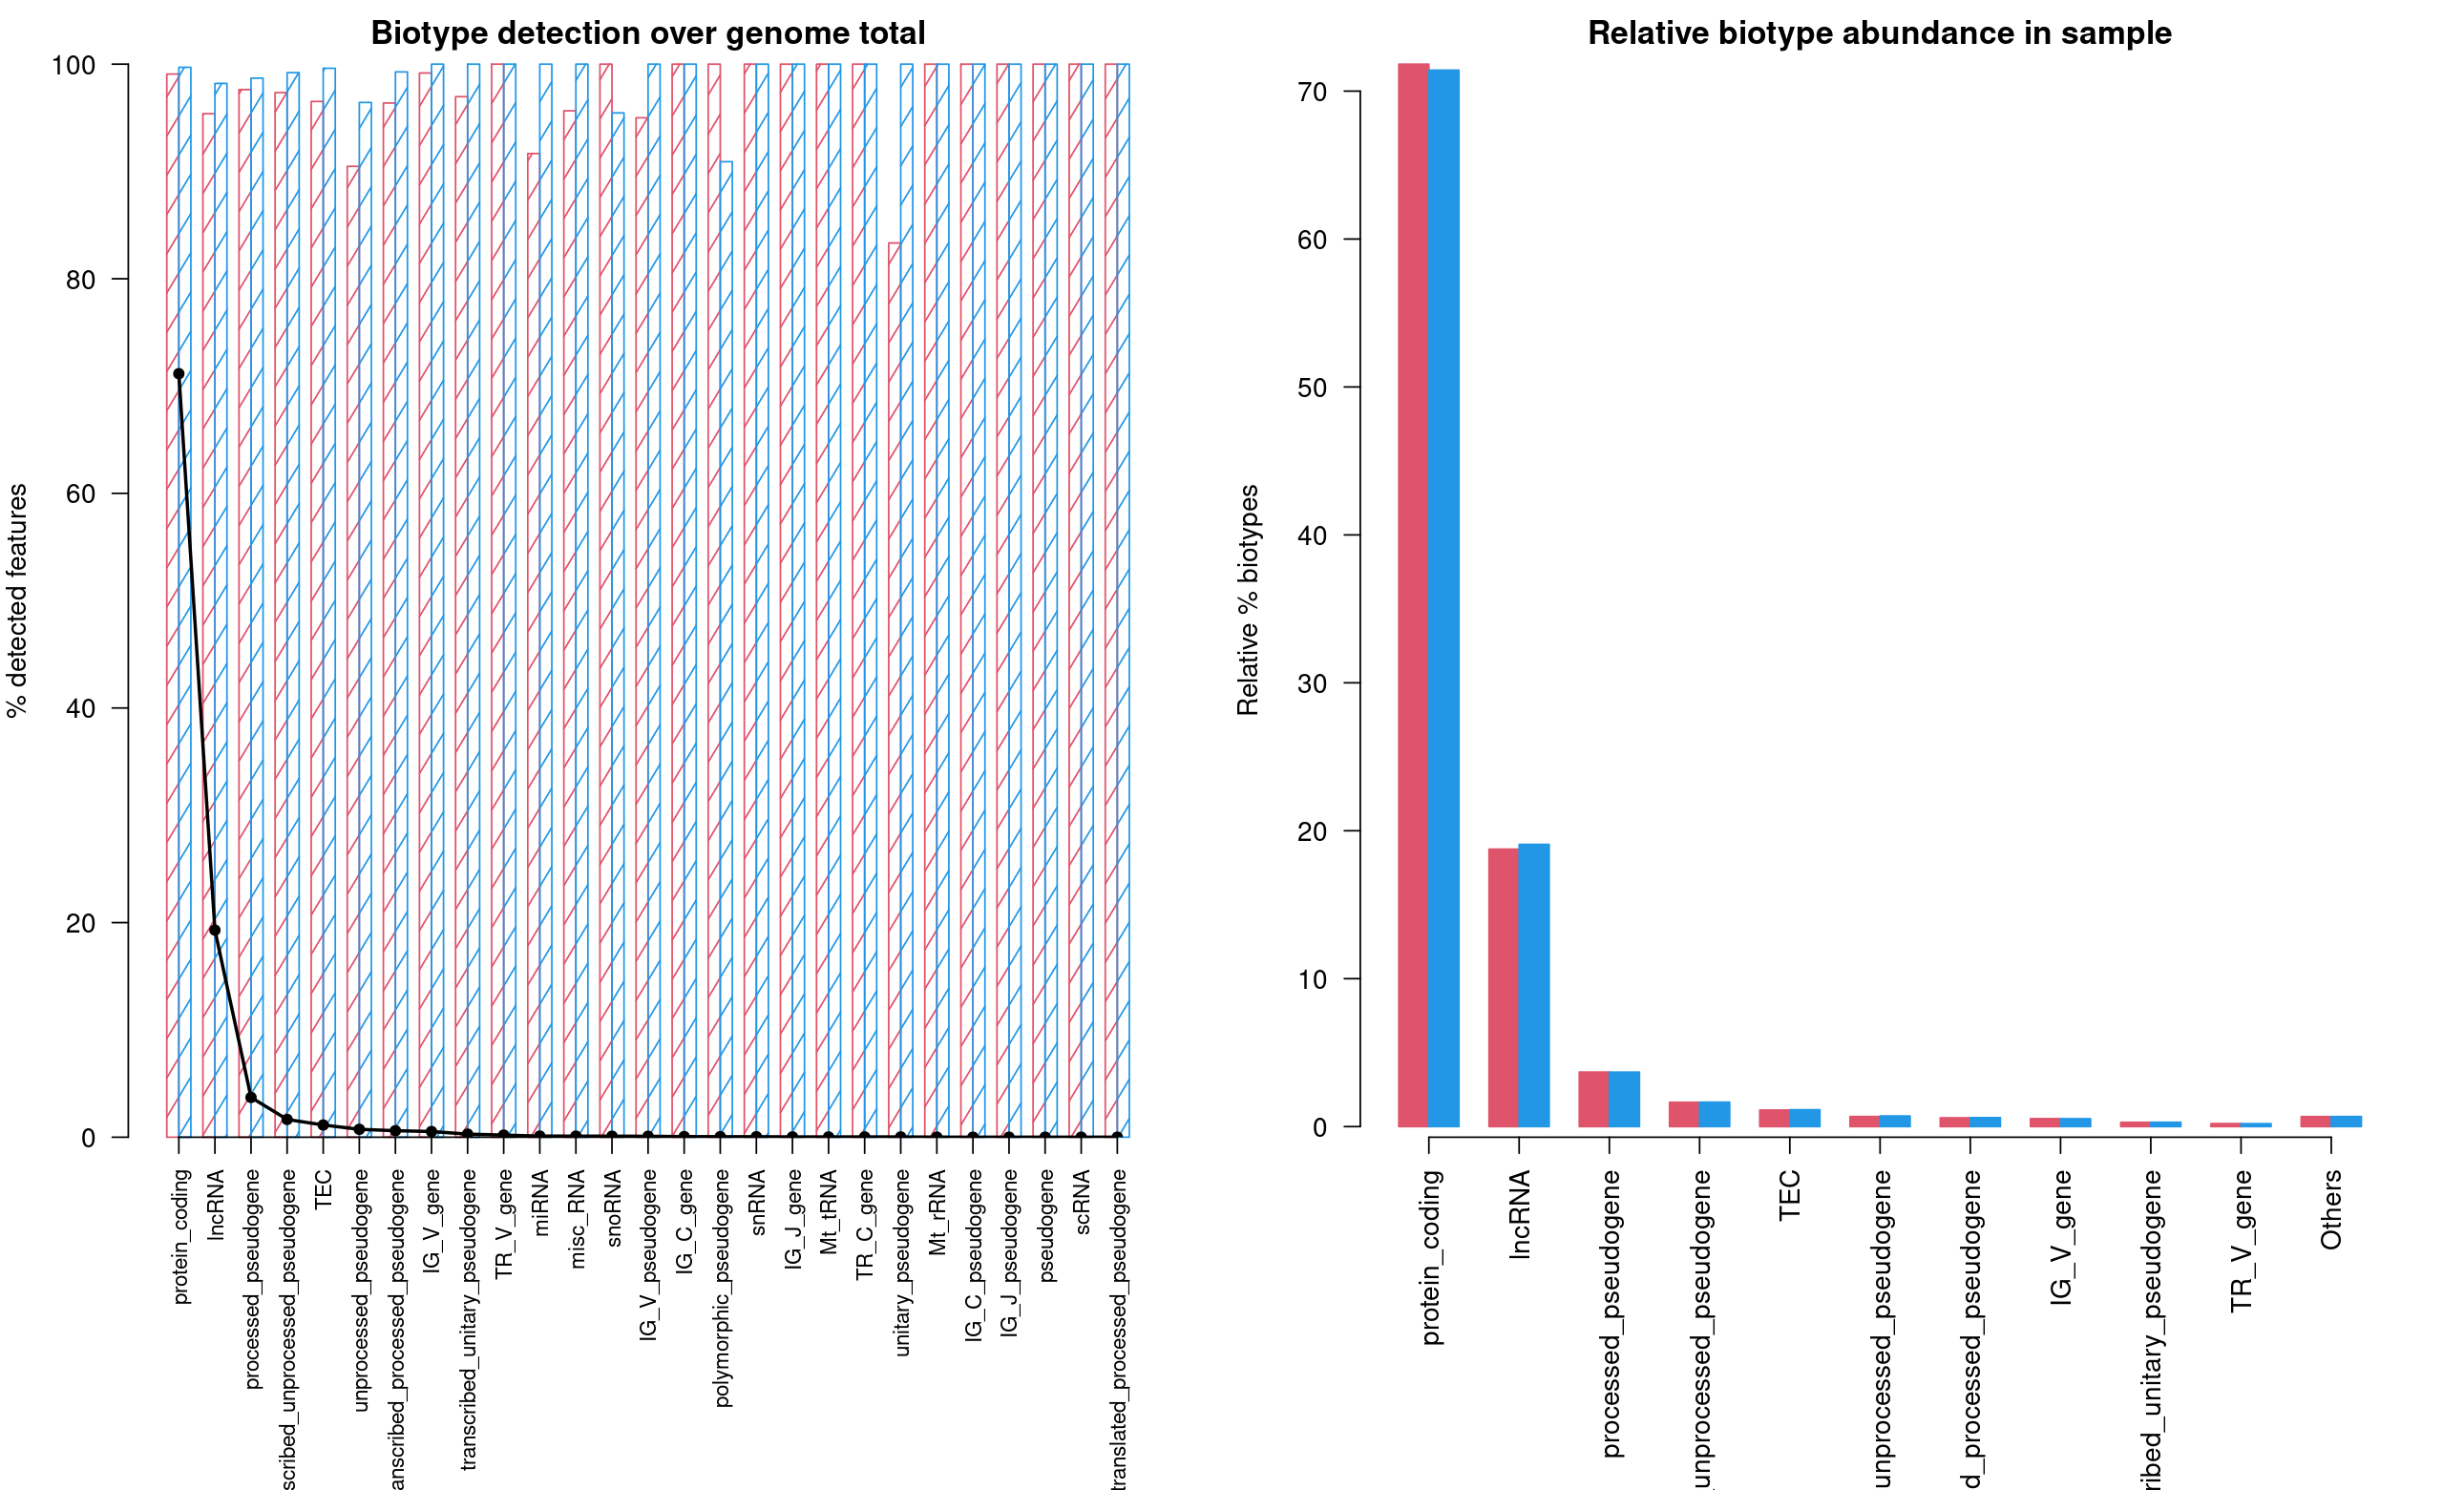 Biotype detection over genome total
% detected features
100
80
60
40
20
0
protein_coding
lncRNA
processed_pseudogene
scribed_unprocessed_pseudogene
TEC
unprocessed_pseudogene
anscribed_processed_pseudogene
IG_V_gene
transcribed_unitary_pseudogene
TR_V_gene
miRNA
misc_RNA
snoRNA
IG_V_pseudogene
IG_C_gene
polymorphic_pseudogene
snRNA
IG_J_gene
Mt_tRNA
TR_C_gene
unitary_pseudogene
Mt_rRNA
IG_C_pseudogene
IG_J_pseudogene
pseudogene
scRNA
translated_processed_pseudogene
Relative biotype abundance in sample
Relative % biotypes
70
60
50
40
30
20
10
0
protein_coding
lncRNA
processed_pseudogene
_unprocessed_pseudogene
TEC
unprocessed_pseudogene
d_processed_pseudogene
IG_V_gene
ribed_unitary_pseudogene
TR_V_gene
Others